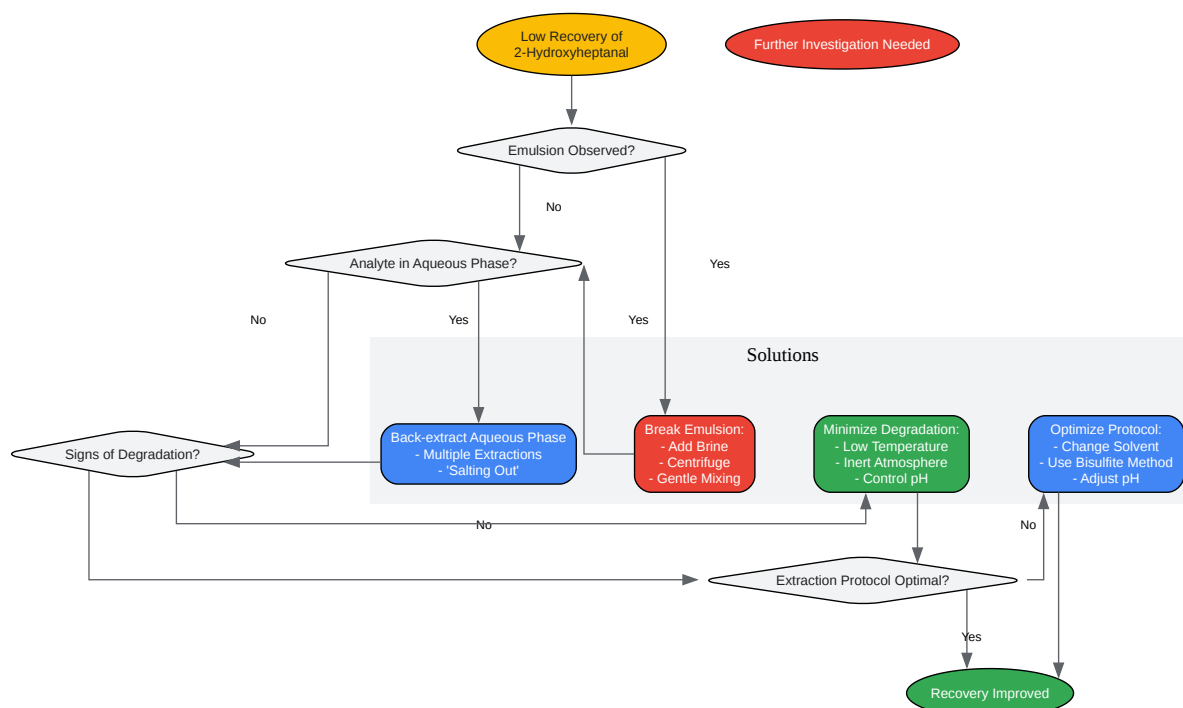 Low Recovery of
2-Hydroxyheptanal
Further Investigation Needed
Emulsion Observed?
No
Analyte in Aqueous Phase?
Yes
No
Yes
Yes
Solutions
Back-extract Aqueous Phase
- Multiple Extractions
- 'Salting Out'
Break Emulsion:
- Add Brine
- Centrifuge
- Gentle Mixing
Minimize Degradation:
- Low Temperature
- Inert Atmosphere
- Control pH
Optimize Protocol:
- Change Solvent
- Use Bisulfite Method
- Adjust pH
Signs of Degradation?
No
No
Extraction Protocol Optimal?
Yes
Recovery Improved